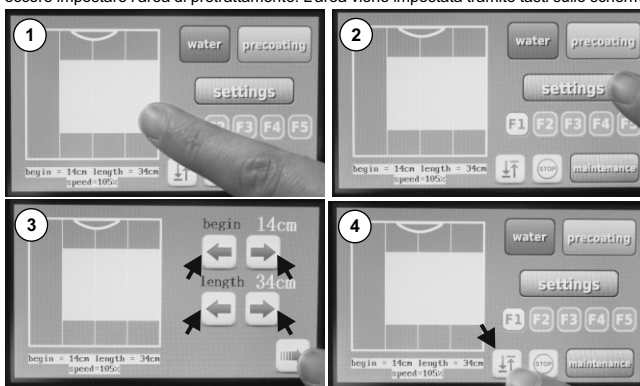 impostare l'area di pretrattamento. L'area viene impostata tramite tasti sullo
1
water precoating
settings
F3 F4 F5
begin = 14cm length = 34cm
speed=105%
2
water precoating
settings
F1 F2 F3 F4
STOP maintenance
begin = 14cm length = 34cm
speed=105%
3
begin 14cm
length 34cm
begin = 14cm length = 34cm
speed=105%
4
water precoating
settings
F1 F2 F3 F4 F5
STOP maintenance
begin = 14cm length = 34cm
speed=105%